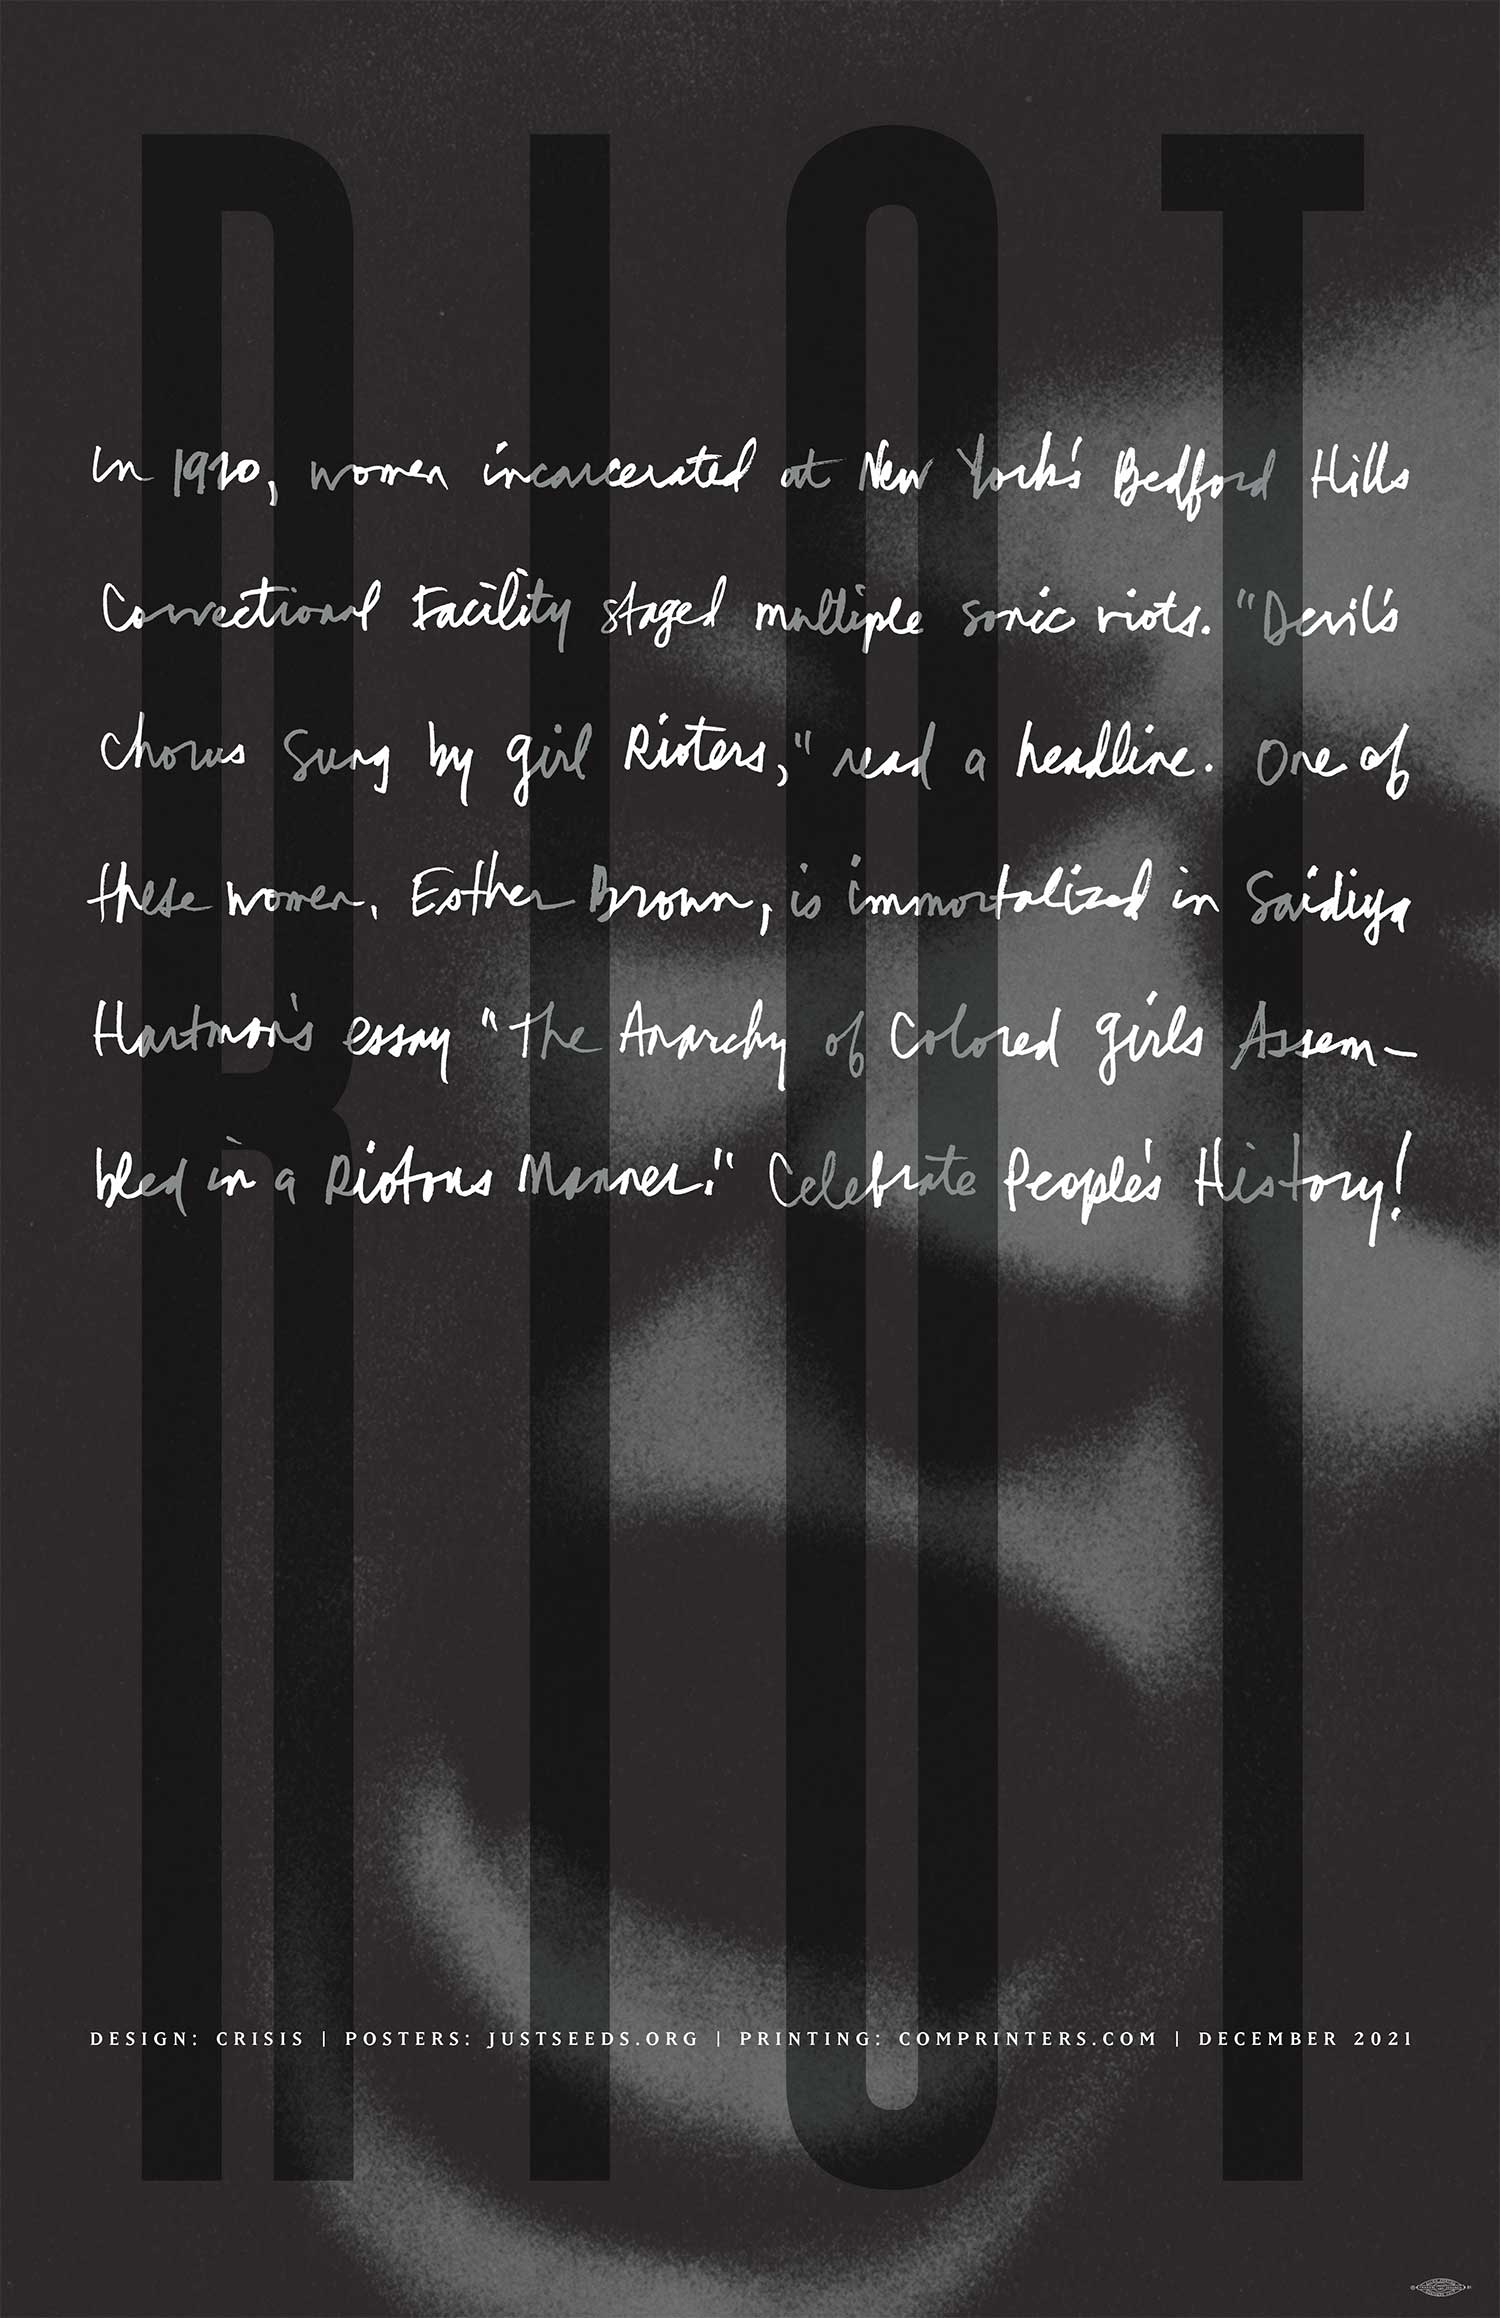 RIOT
In 1920, women incarcerated at New York's Bedford Hills
Correctional Facility staged multiple sonic riots. "Devil's
Chorus Sung by Girl Rioters," read a headline. One of
these women, Esther Brown, is immortalized in Saidiya
Hartman's essay "The Anarchy of Colored Girls Assem-
bled in a Riotous Manner." Celebrate People's History!
DESIGN: CRISIS | POSTERS: JUSTSEEDS.ORG | PRINTING: COMPRINTERS.COM | DECEMBER 2021